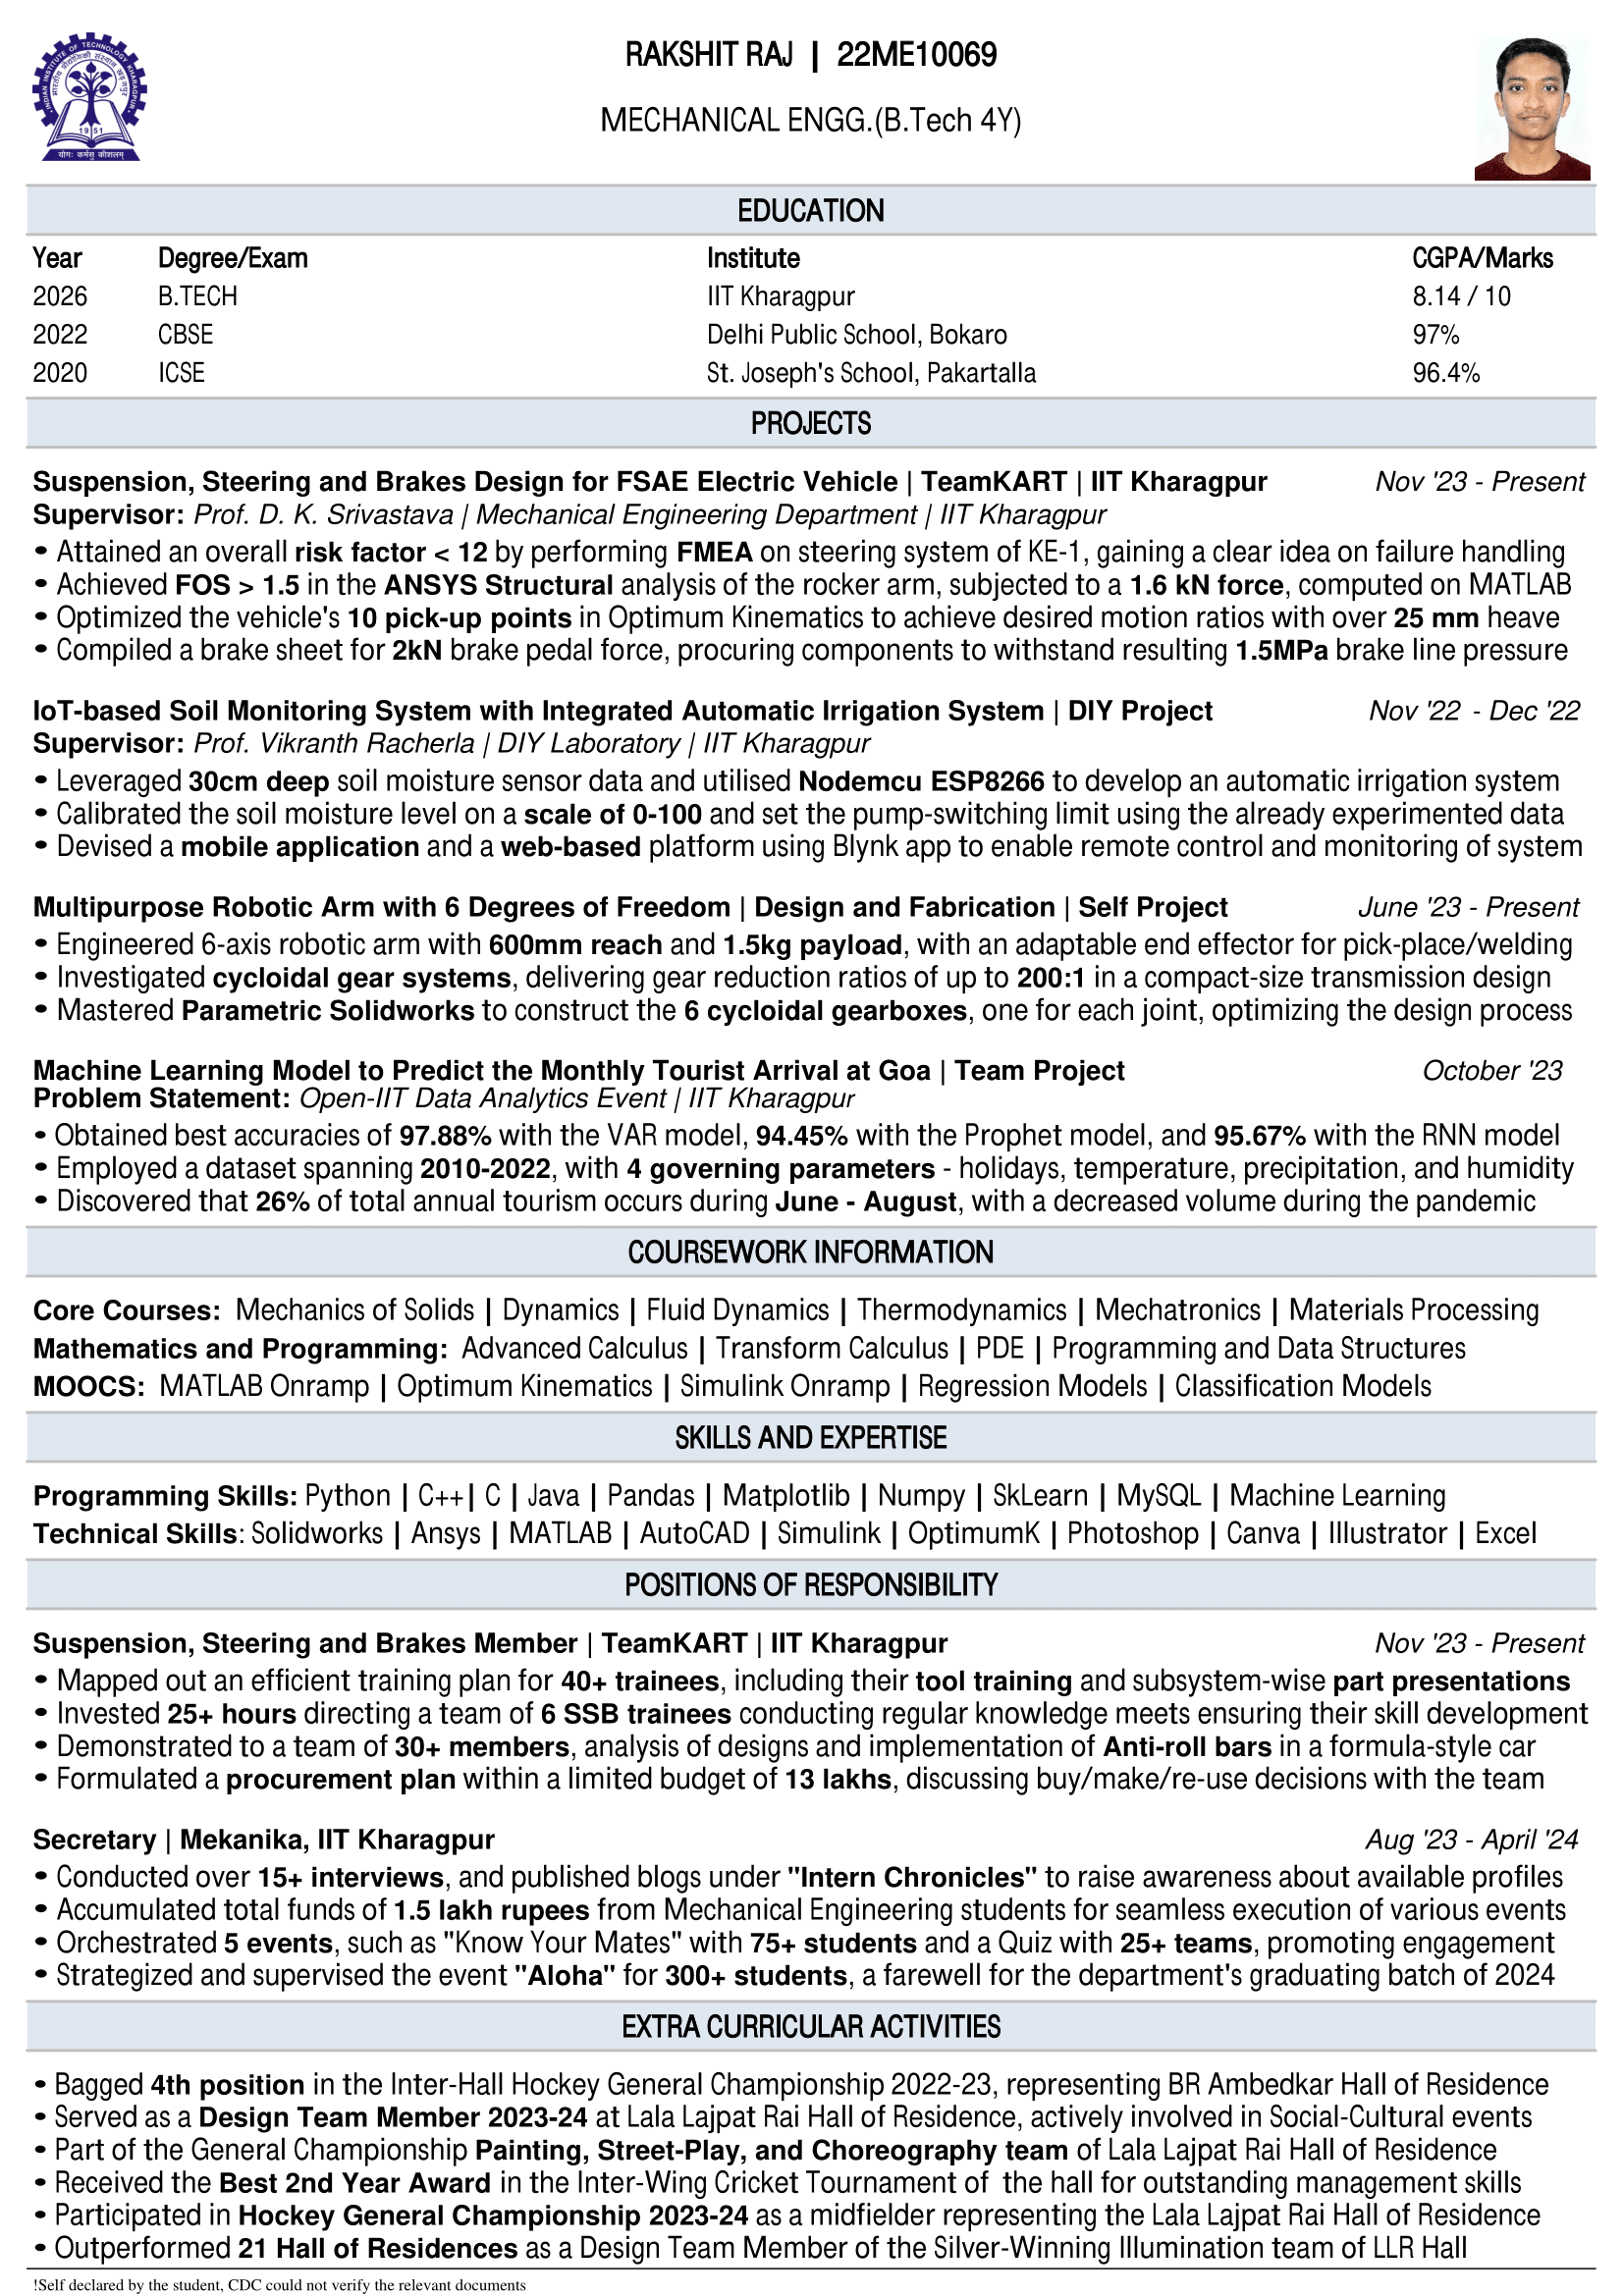 INDIAN INSTITUTE OF TECHNOLOGY KHARAGPUR
भारतीय प्रौद्योगिकी संस्थान खड़गपुर
1951
योगः कर्मसु कौशलम्
RAKSHIT RAJ | 22ME10069
MECHANICAL ENGG.(B.Tech 4Y)
EDUCATION
Year Degree/Exam Institute CGPA/Marks
2026 B.TECH IIT Kharagpur 8.14 / 10
2022 CBSE Delhi Public School, Bokaro 97%
2020 ICSE St. Joseph's School, Pakartalla 96.4%
PROJECTS
Suspension, Steering and Brakes Design for FSAE Electric Vehicle | TeamKART | IIT Kharagpur Nov '23 - Present
Supervisor: Prof. D. K. Srivastava | Mechanical Engineering Department | IIT Kharagpur
• Attained an overall risk factor < 12 by performing FMEA on steering system of KE-1, gaining a clear idea on failure handling
• Achieved FOS > 1.5 in the ANSYS Structural analysis of the rocker arm, subjected to a 1.6 kN force, computed on MATLAB
• Optimized the vehicle's 10 pick-up points in Optimum Kinematics to achieve desired motion ratios with over 25 mm heave
• Compiled a brake sheet for 2kN brake pedal force, procuring components to withstand resulting 1.5MPa brake line pressure
IoT-based Soil Monitoring System with Integrated Automatic Irrigation System | DIY Project Nov '22 - Dec '22
Supervisor: Prof. Vikranth Racherla | DIY Laboratory | IIT Kharagpur
• Leveraged 30cm deep soil moisture sensor data and utilised Nodemcu ESP8266 to develop an automatic irrigation system
• Calibrated the soil moisture level on a scale of 0-100 and set the pump-switching limit using the already experimented data
• Devised a mobile application and a web-based platform using Blynk app to enable remote control and monitoring of system
Multipurpose Robotic Arm with 6 Degrees of Freedom | Design and Fabrication | Self Project June '23 - Present
• Engineered 6-axis robotic arm with 600mm reach and 1.5kg payload, with an adaptable end effector for pick-place/welding
• Investigated cycloidal gear systems, delivering gear reduction ratios of up to 200:1 in a compact-size transmission design
• Mastered Parametric Solidworks to construct the 6 cycloidal gearboxes, one for each joint, optimizing the design process
Machine Learning Model to Predict the Monthly Tourist Arrival at Goa | Team Project October '23
Problem Statement: Open-IIT Data Analytics Event | IIT Kharagpur
• Obtained best accuracies of 97.88% with the VAR model, 94.45% with the Prophet model, and 95.67% with the RNN model
• Employed a dataset spanning 2010-2022, with 4 governing parameters - holidays, temperature, precipitation, and humidity
• Discovered that 26% of total annual tourism occurs during June - August, with a decreased volume during the pandemic
COURSEWORK INFORMATION
Core Courses: Mechanics of Solids | Dynamics | Fluid Dynamics | Thermodynamics | Mechatronics | Materials Processing
Mathematics and Programming: Advanced Calculus | Transform Calculus | PDE | Programming and Data Structures
MOOCS: MATLAB Onramp | Optimum Kinematics | Simulink Onramp | Regression Models | Classification Models
SKILLS AND EXPERTISE
Programming Skills: Python | C++| C | Java | Pandas | Matplotlib | Numpy | SkLearn | MySQL | Machine Learning
Technical Skills: Solidworks | Ansys | MATLAB | AutoCAD | Simulink | OptimumK | Photoshop | Canva | Illustrator | Excel
POSITIONS OF RESPONSIBILITY
Suspension, Steering and Brakes Member | TeamKART | IIT Kharagpur Nov '23 - Present
• Mapped out an efficient training plan for 40+ trainees, including their tool training and subsystem-wise part presentations
• Invested 25+ hours directing a team of 6 SSB trainees conducting regular knowledge meets ensuring their skill development
• Demonstrated to a team of 30+ members, analysis of designs and implementation of Anti-roll bars in a formula-style car
• Formulated a procurement plan within a limited budget of 13 lakhs, discussing buy/make/re-use decisions with the team
Secretary | Mekanika, IIT Kharagpur Aug '23 - April '24
• Conducted over 15+ interviews, and published blogs under "Intern Chronicles" to raise awareness about available profiles
• Accumulated total funds of 1.5 lakh rupees from Mechanical Engineering students for seamless execution of various events
• Orchestrated 5 events, such as "Know Your Mates" with 75+ students and a Quiz with 25+ teams, promoting engagement
• Strategized and supervised the event "Aloha" for 300+ students, a farewell for the department's graduating batch of 2024
EXTRA CURRICULAR ACTIVITIES
• Bagged 4th position in the Inter-Hall Hockey General Championship 2022-23, representing BR Ambedkar Hall of Residence
• Served as a Design Team Member 2023-24 at Lala Lajpat Rai Hall of Residence, actively involved in Social-Cultural events
• Part of the General Championship Painting, Street-Play, and Choreography team of Lala Lajpat Rai Hall of Residence
• Received the Best 2nd Year Award in the Inter-Wing Cricket Tournament of the hall for outstanding management skills
• Participated in Hockey General Championship 2023-24 as a midfielder representing the Lala Lajpat Rai Hall of Residence
• Outperformed 21 Hall of Residences as a Design Team Member of the Silver-Winning Illumination team of LLR Hall
!Self declared by the student, CDC could not verify the relevant documents